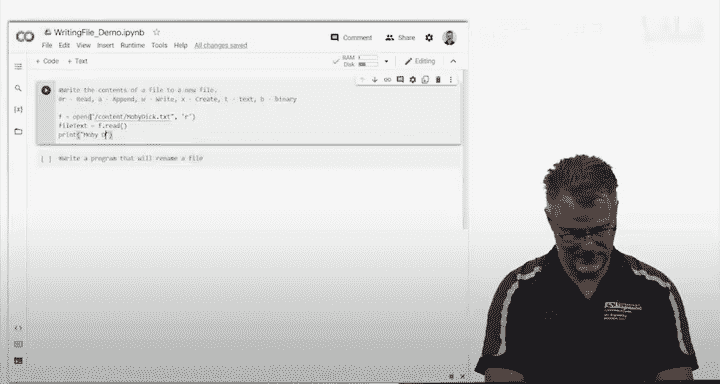 WritingFile_Demo.ipynb
Comment
Share
File Edit View Insert Runtime Tools Help All changes saved
+ Code + Text
RAM
Disk
Editing
#Write the contents of a file to a new file.
#r - Read, a - Append, w - Write, x - Create, t - text, b - binary
f = open("/content/MobyDick.txt", 'r')
fileText = f.read()
print("Moby D")
[ ] #Write a program that will rename a file